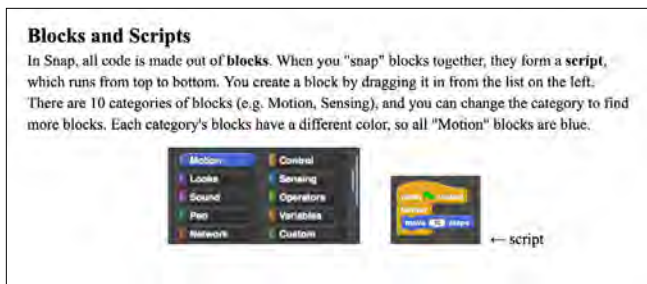 Blocks and Scripts
In Snap, all code is made out of blocks. When you "snap" blocks together, they form a script,
which runs from top to bottom. You create a block by dragging it in from the list on the left.
There are 10 categories of blocks (e.g. Motion, Sensing), and you can change the category to find
more blocks. Each category's blocks have a different color, so all "Motion" blocks are blue.
Motion Control
Looks Sensing
Sound Operators
Pen Variables
Network Custom
when clicked
forever
move steps
← script